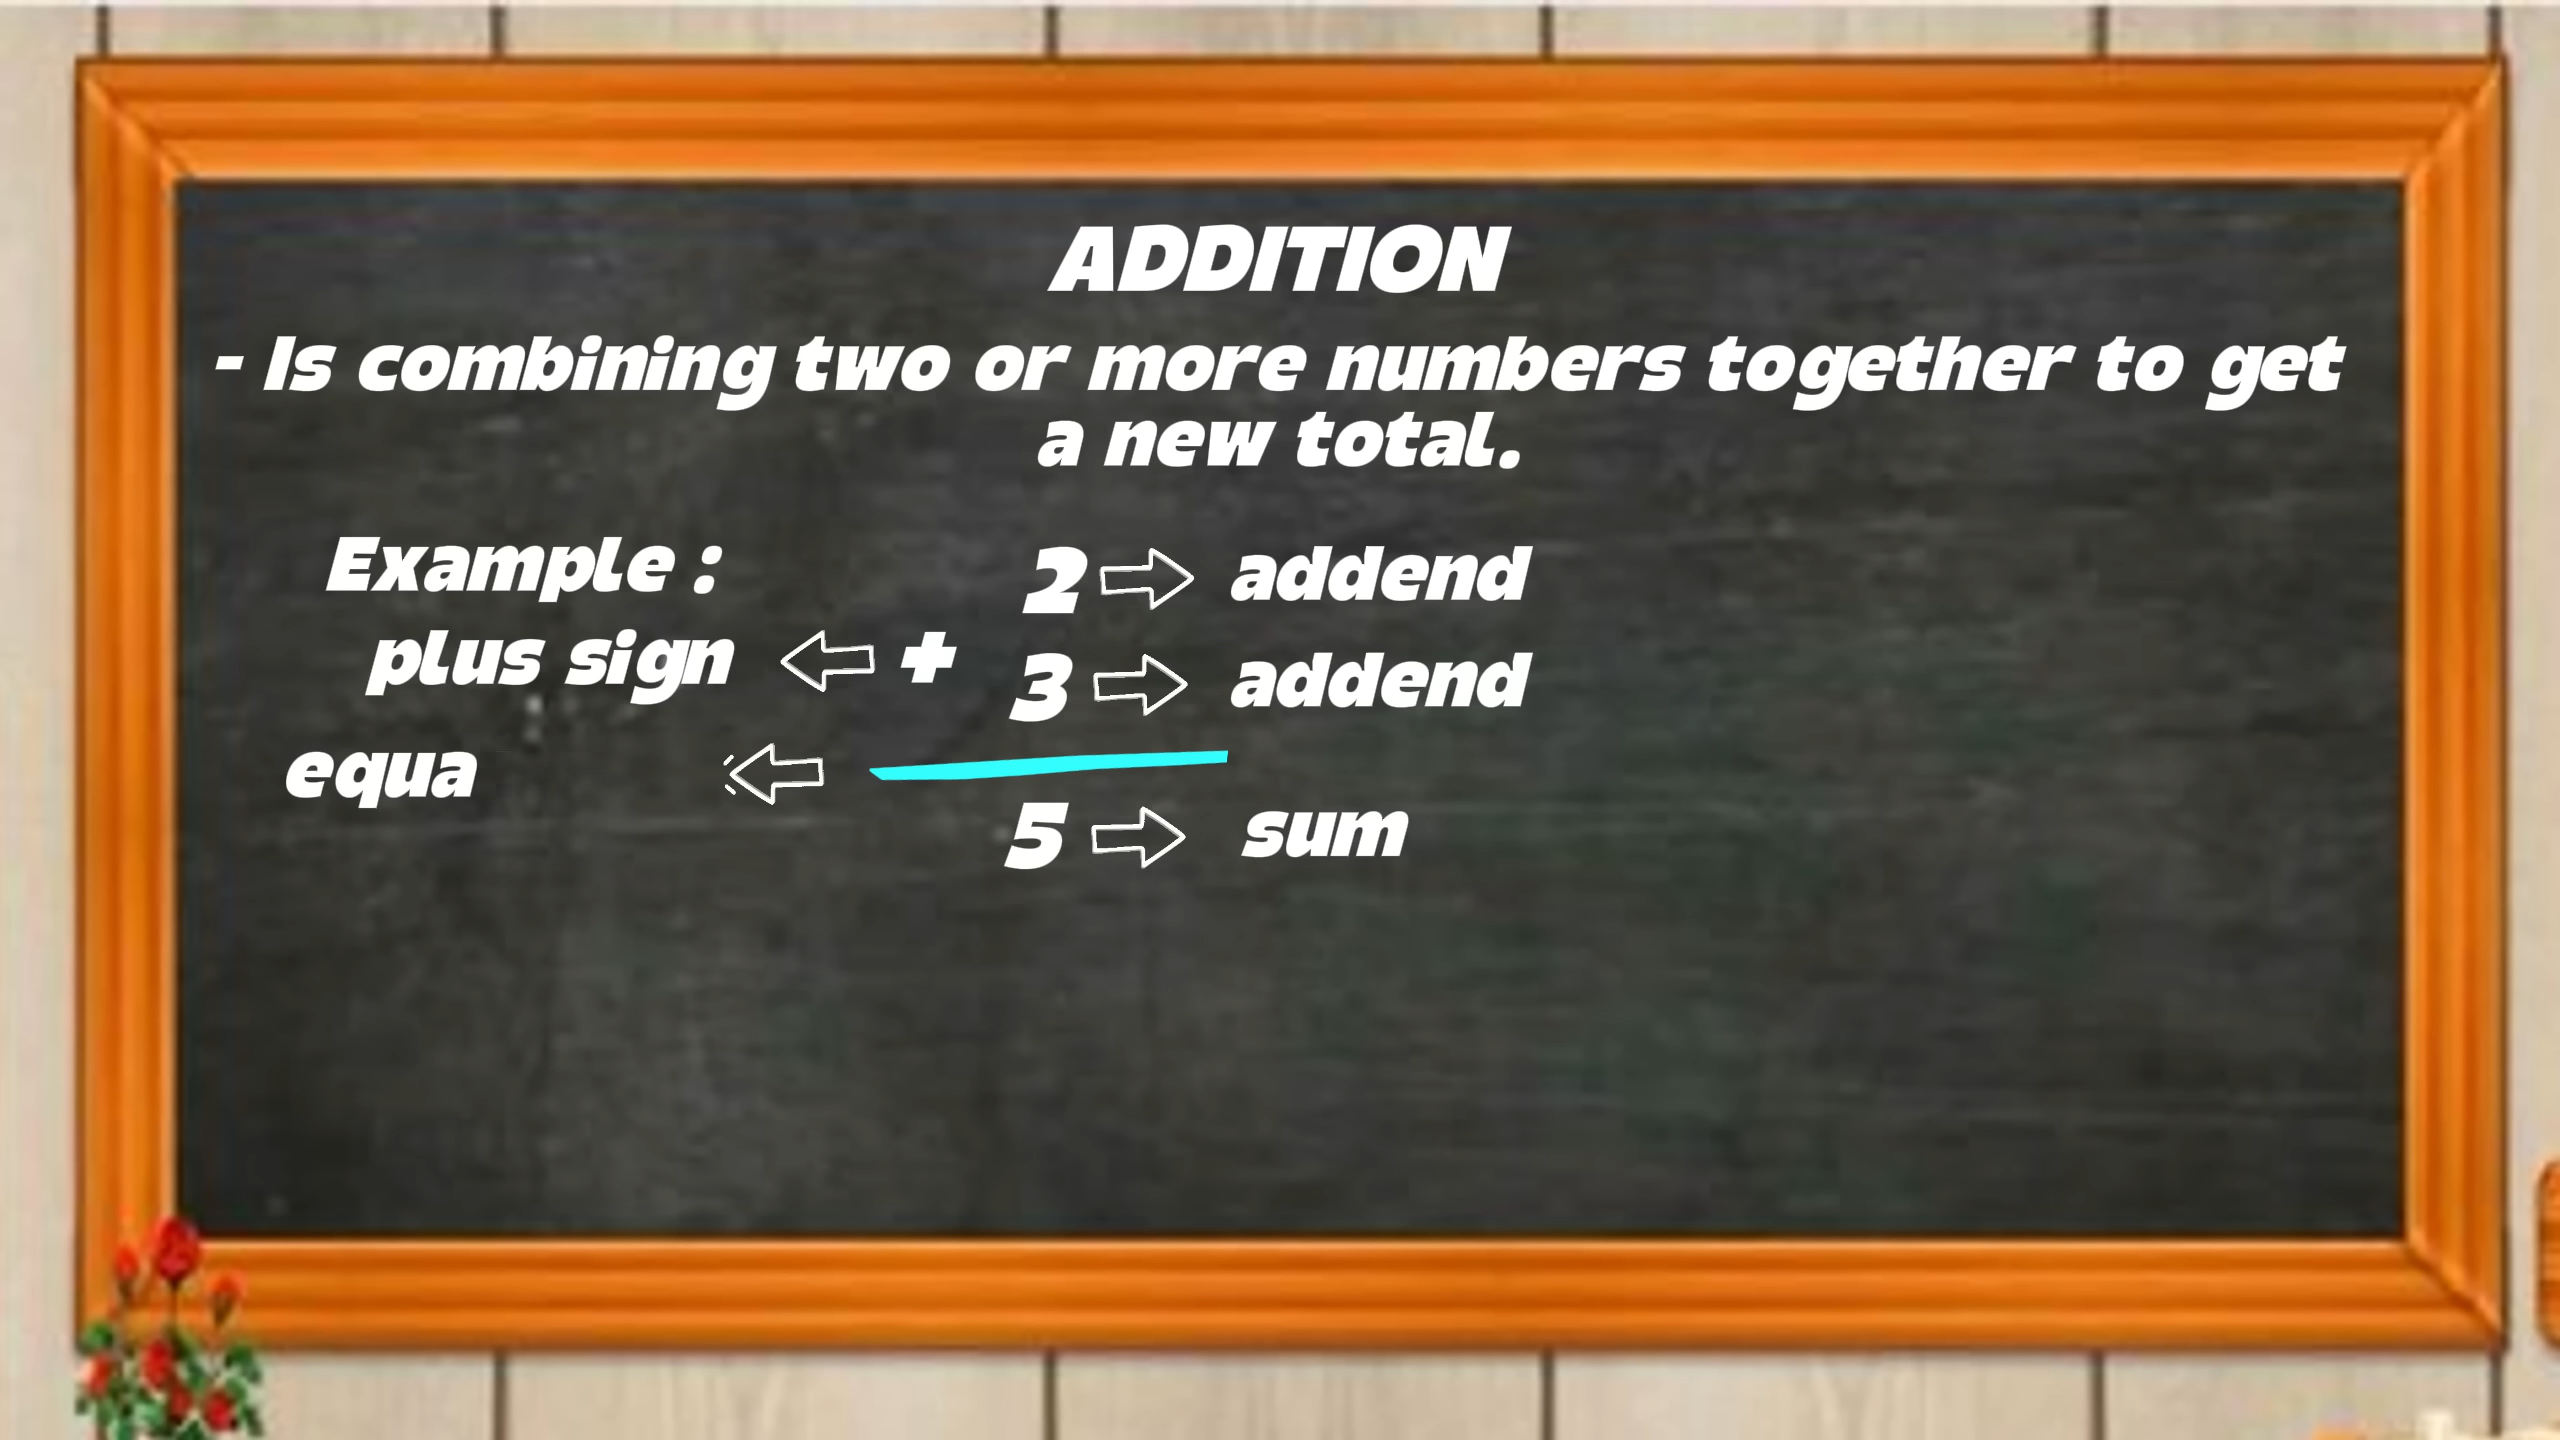 ADDITION
- Is combining two or more numbers together to get
a new total.
Example :
2 addend
plus sign + 3 addend
equa
5 sum